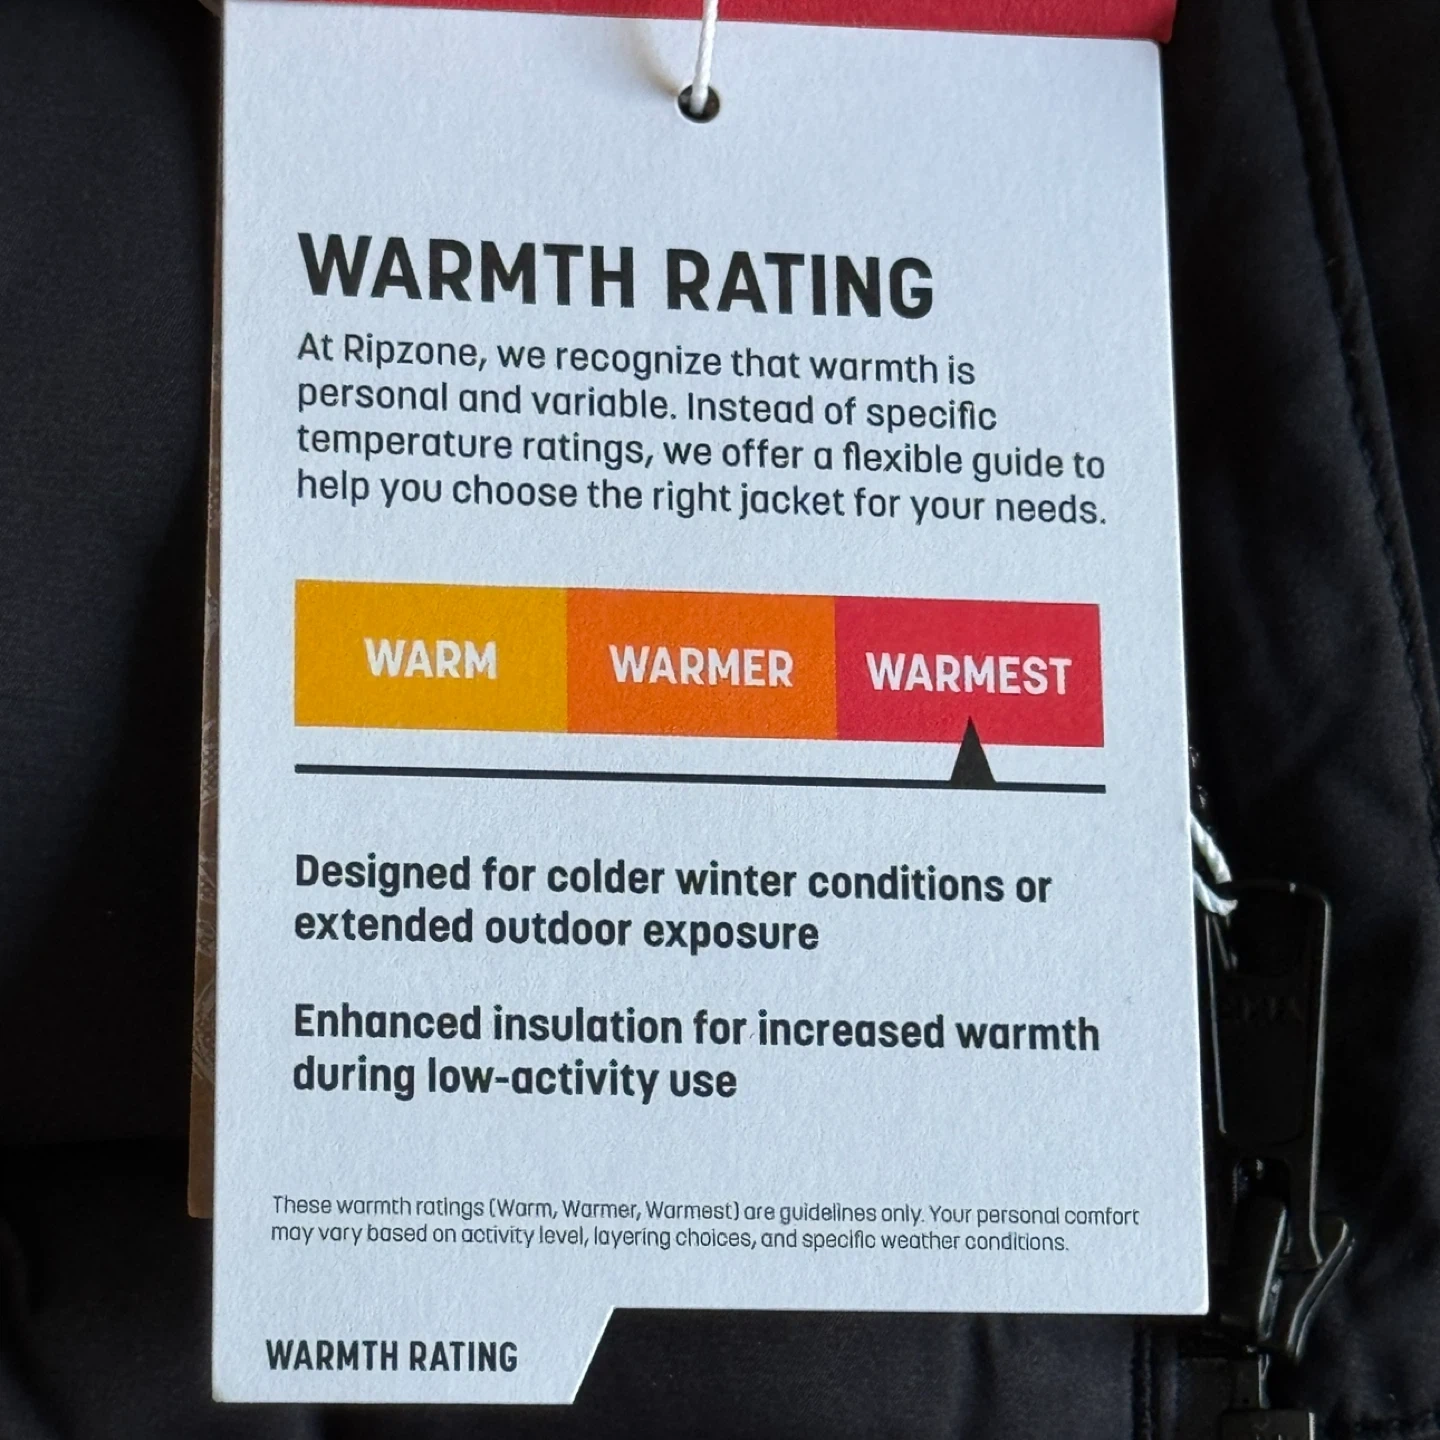 WARMTH RATING
At Ripzone, we recognize that warmth is
personal and variable. Instead of specific
temperature ratings, we offer a flexible guide to
help you choose the right jacket for your needs.
WARM WARMER WARMEST
Designed for colder winter conditions or
extended outdoor exposure
Enhanced insulation for increased warmth
during low-activity use
These warmth ratings (Warm, Warmer, Warmest) are guidelines only. Your personal comfort
may vary based on activity level, layering choices, and specific weather conditions.
WARMTH RATING